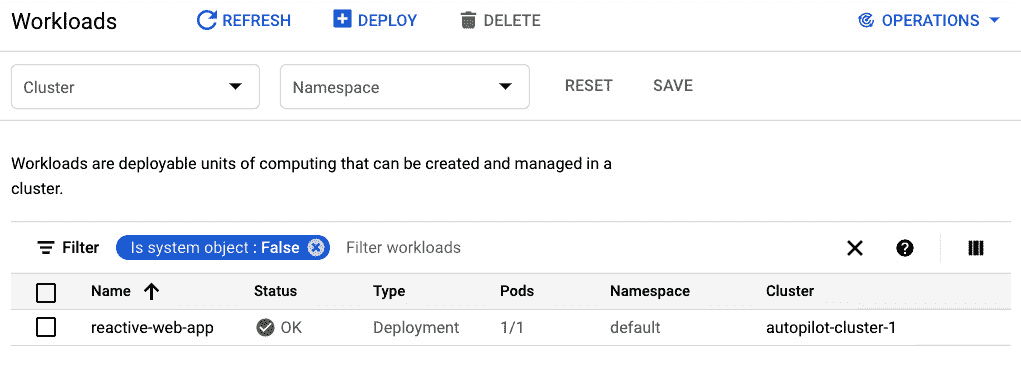 Workloads REFRESH DEPLOY DELETE OPERATIONS
Cluster Namespace RESET SAVE
Workloads are deployable units of computing that can be created and managed in a
cluster.
Filter Is system object : False Filter workloads
Name Status Type Pods Namespace Cluster
reactive-web-app OK Deployment 1/1 default autopilot-cluster-1